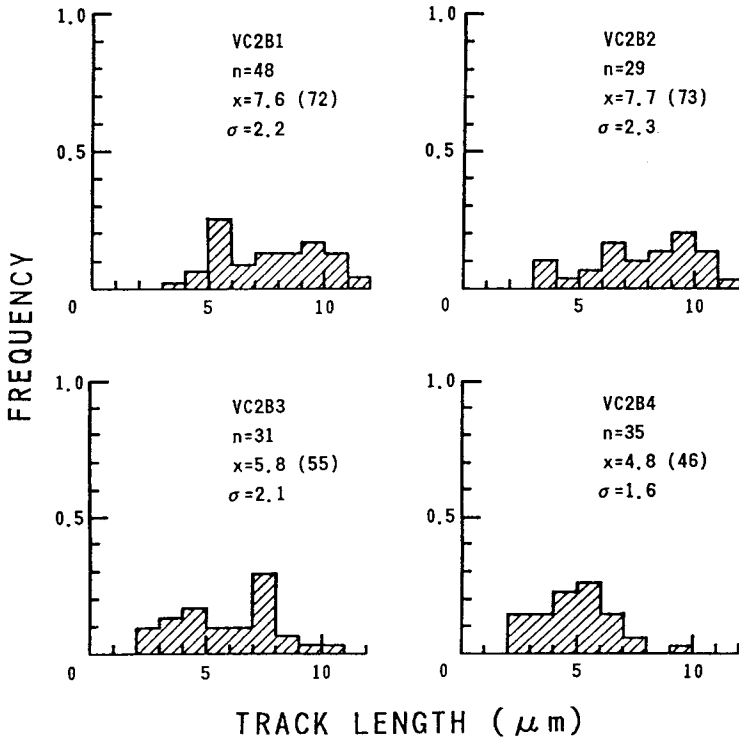 FREQUENCY
1.0
0.5
0
5
10
VC2B1
n=48
x=7.6 (72)
σ=2.2
1.0
0.5
0
5
10
VC2B2
n=29
x=7.7 (73)
σ=2.3
1.0
0.5
0
5
10
VC2B3
n=31
x=5.8 (55)
σ=2.1
1.0
0.5
0
5
10
VC2B4
n=35
x=4.8 (46)
σ=1.6
TRACK LENGTH (μm)